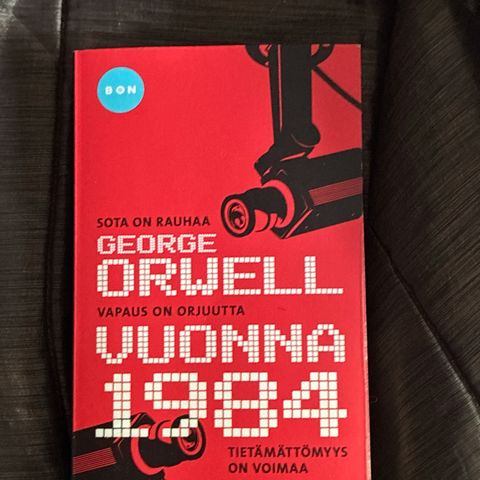 BON
SOTA ON RAUHAA
GEORGE
ORWELL
VAPAUS ON ORJUUTTA
VUONNA
1984
TIETÄMÄTTÖMYYS
ON VOIMAA